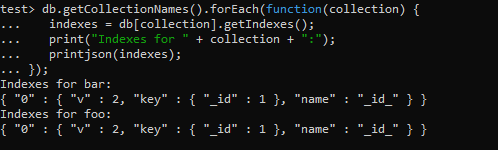 test> db.getCollectionNames().forEach(function(collection) {
...    indexes = db[collection].getIndexes();
...    print("Indexes for " + collection + ":");
...    printjson(indexes);
... });
Indexes for bar:
{ "0" : { "v" : 2, "key" : { "_id" : 1 }, "name" : "_id_" } }
Indexes for foo:
{ "0" : { "v" : 2, "key" : { "_id" : 1 }, "name" : "_id_" } }